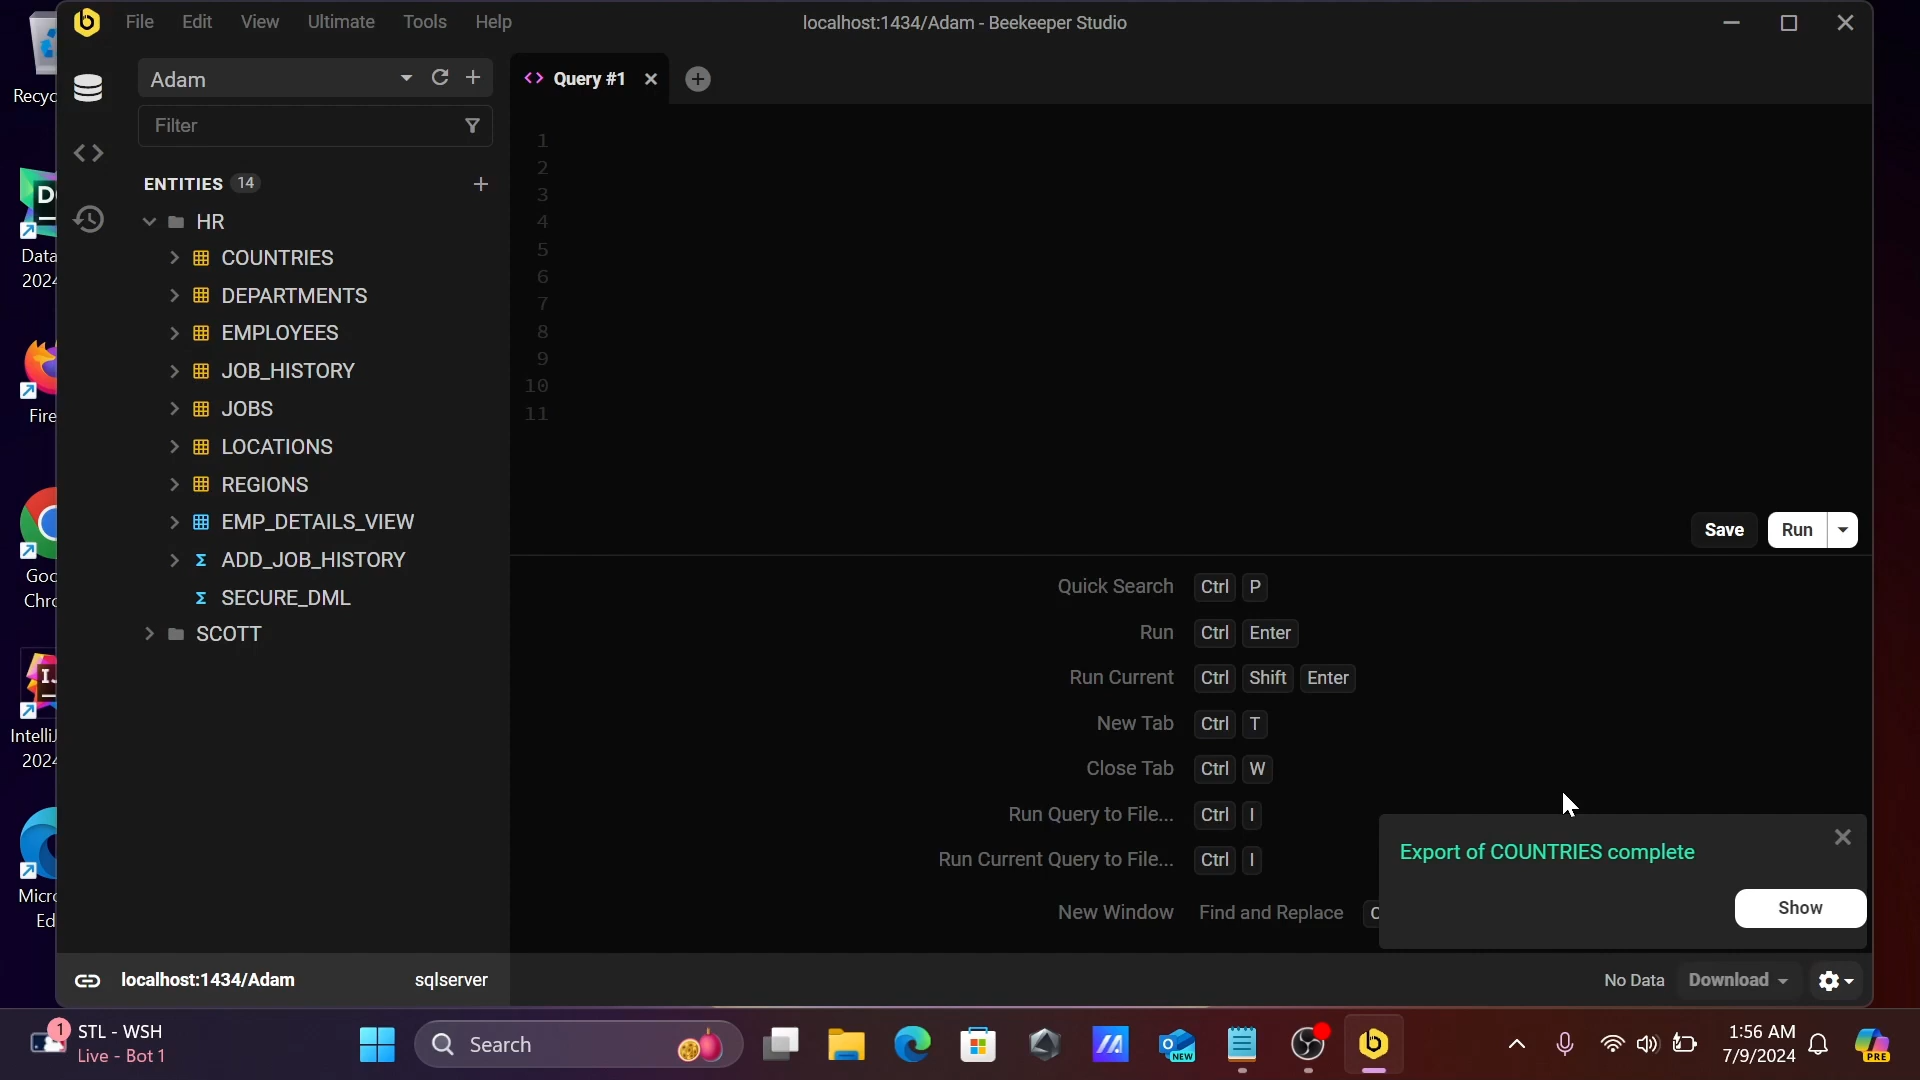 File Edit View Ultimate Tools Help
localhost:1434/Adam - Beekeeper Studio
Adam
Filter
ENTITIES 14
HR
COUNTRIES
DEPARTMENTS
EMPLOYEES
JOB_HISTORY
JOBS
LOCATIONS
REGIONS
EMP_DETAILS_VIEW
ADD_JOB_HISTORY
SECURE_DML
SCOTT
Query #1
1
2
3
4
5
6
7
8
9
10
11
Save Run
Quick Search Ctrl P
Run Ctrl Enter
Run Current Ctrl Shift Enter
New Tab Ctrl T
Close Tab Ctrl W
Run Query to File... Ctrl I
Run Current Query to File... Ctrl I
New Window Find and Replace C
Export of COUNTRIES complete
Show
localhost:1434/Adam sqlserver
No Data Download
Recyc
Data
2024
Fire
Goo
Chro
IntelliJ
2024
Micro
Ed
1 STL - WSH
Live - Bot 1
Search
NEW
1:56 AM
7/9/2024
PRE